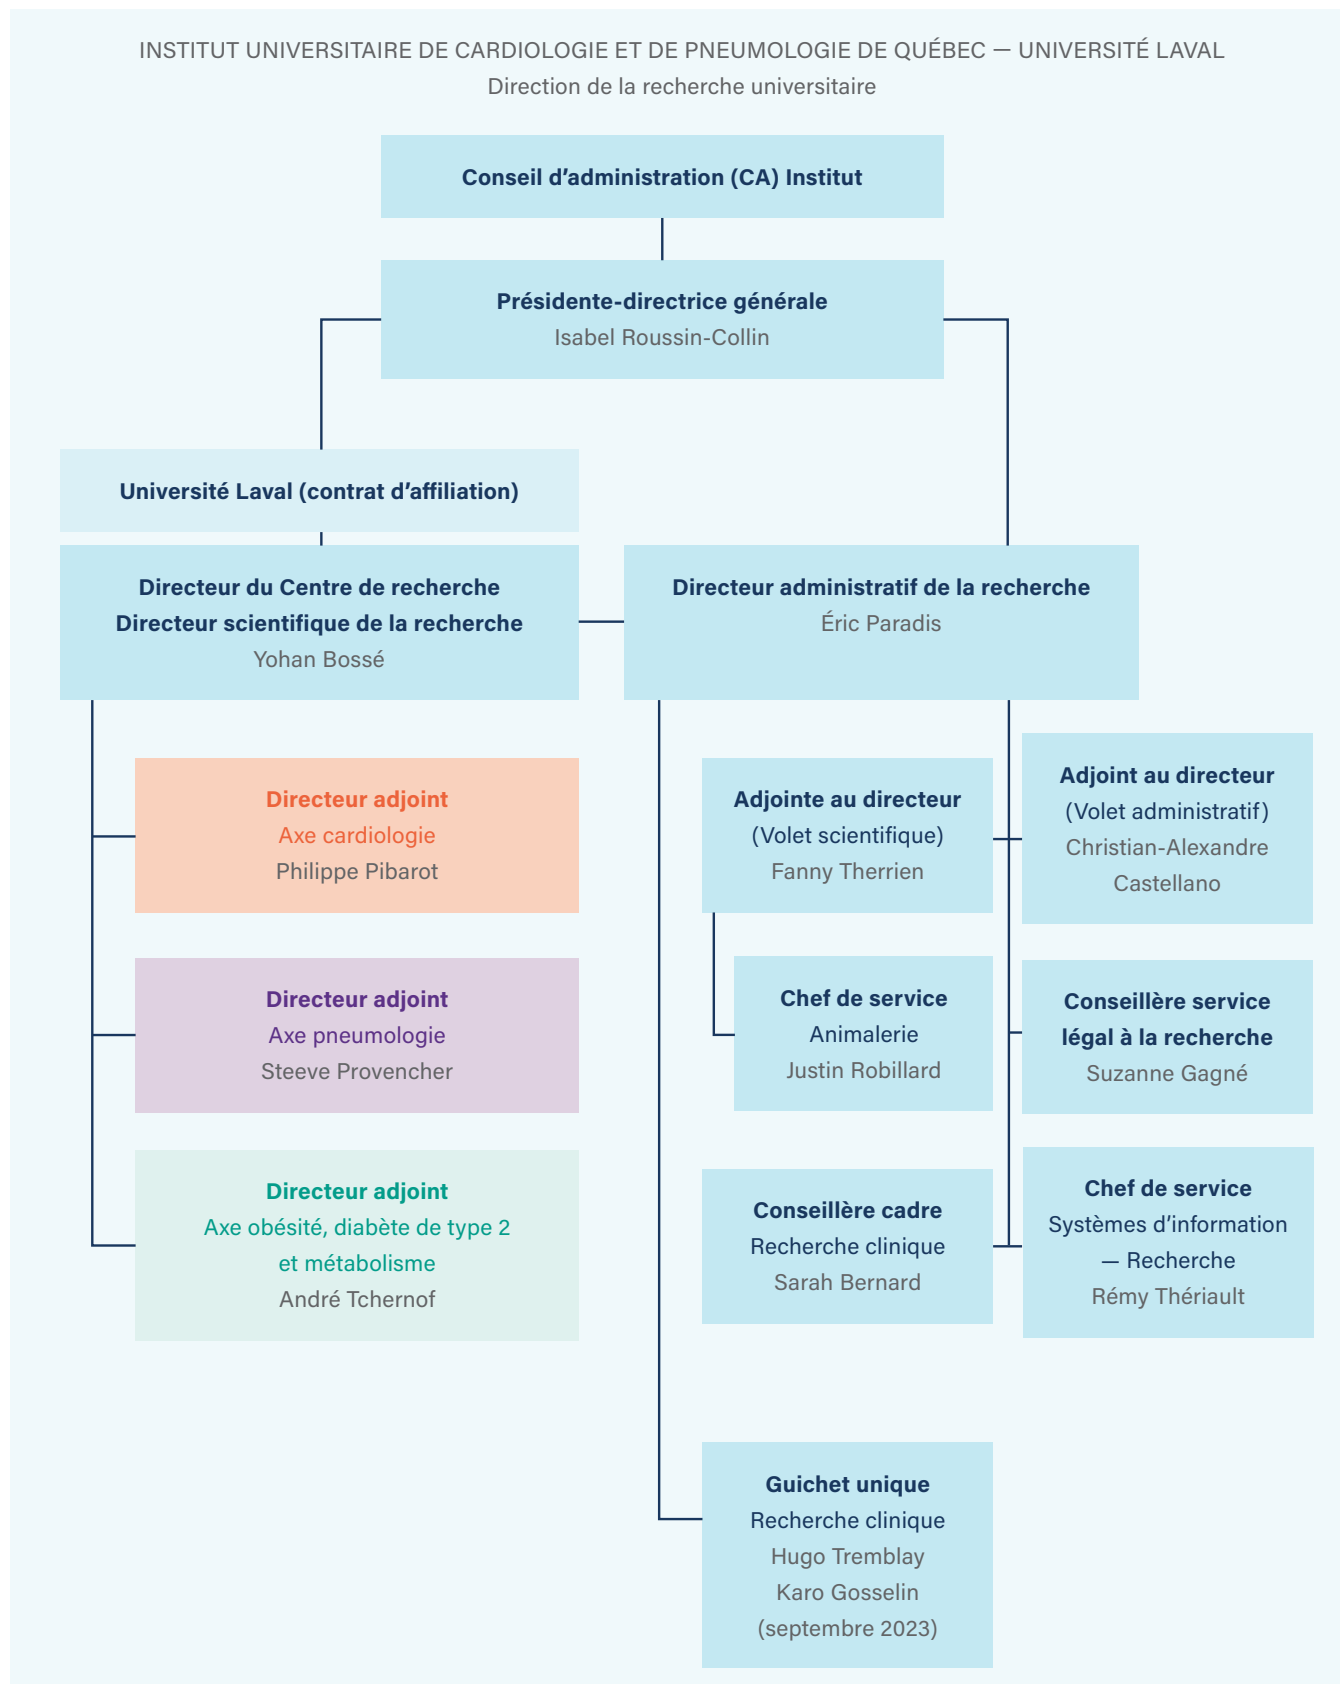 INSTITUT UNIVERSITAIRE DE CARDIOLOGIE ET DE PNEUMOLOGIE DE QUÉBEC — UNIVERSITÉ LAVAL
Direction de la recherche universitaire
Conseil d’administration (CA) Institut
Présidente-directrice générale
Isabel Roussin-Collin
Université Laval (contrat d’affiliation)
Directeur du Centre de recherche
Directeur scientifique de la recherche
Yohan Bossé
Directeur administratif de la recherche
Éric Paradis
Directeur adjoint
Axe cardiologie
Philippe Pibarot
Directeur adjoint
Axe pneumologie
Steeve Provencher
Directeur adjoint
Axe obésité, diabète de type 2
et métabolisme
André Tchernof
Adjointe au directeur
(Volet scientifique)
Fanny Therrien
Adjoint au directeur
(Volet administratif)
Christian-Alexandre
Castellano
Chef de service
Animalerie
Justin Robillard
Conseillère service
légal à la recherche
Suzanne Gagné
Conseillère cadre
Recherche clinique
Sarah Bernard
Chef de service
Systèmes d’information
— Recherche
Rémy Thériault
Guichet unique
Recherche clinique
Hugo Tremblay
Karo Gosselin
(septembre 2023)